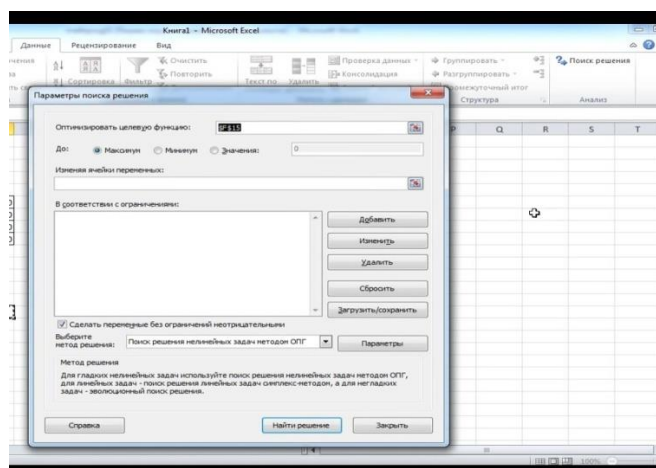 Книга1 - Microsoft Excel
Данные Рецензирование Вид
Очистить Проверка данных Группировать Поиск решения
Повторить Консолидация Разгруппировать
Сортировка Фильтр Текст по Удалить
Структура Анализ
Параметры поиска решения
P Q R S T
Оптимизировать целевую функцию: $F$15
До: Максимум Минимум Значения: 0
Изменяя ячейки переменных:
В соответствии с ограничениями:
Добавить
Изменить
Удалить
Сбросить
Загрузить/сохранить
Сделать переменные без ограничений неотрицательными
Выберите
метод решения: Поиск решения нелинейных задач методом ОПГ Параметры
Метод решения
Для гладких нелинейных задач используйте поиск решения нелинейных задач методом ОПГ,
для линейных задач - поиск решения линейных задач симплекс-методом, а для негладких
задач - эволюционный поиск решения.
Справка Найти решение Закрыть
100%